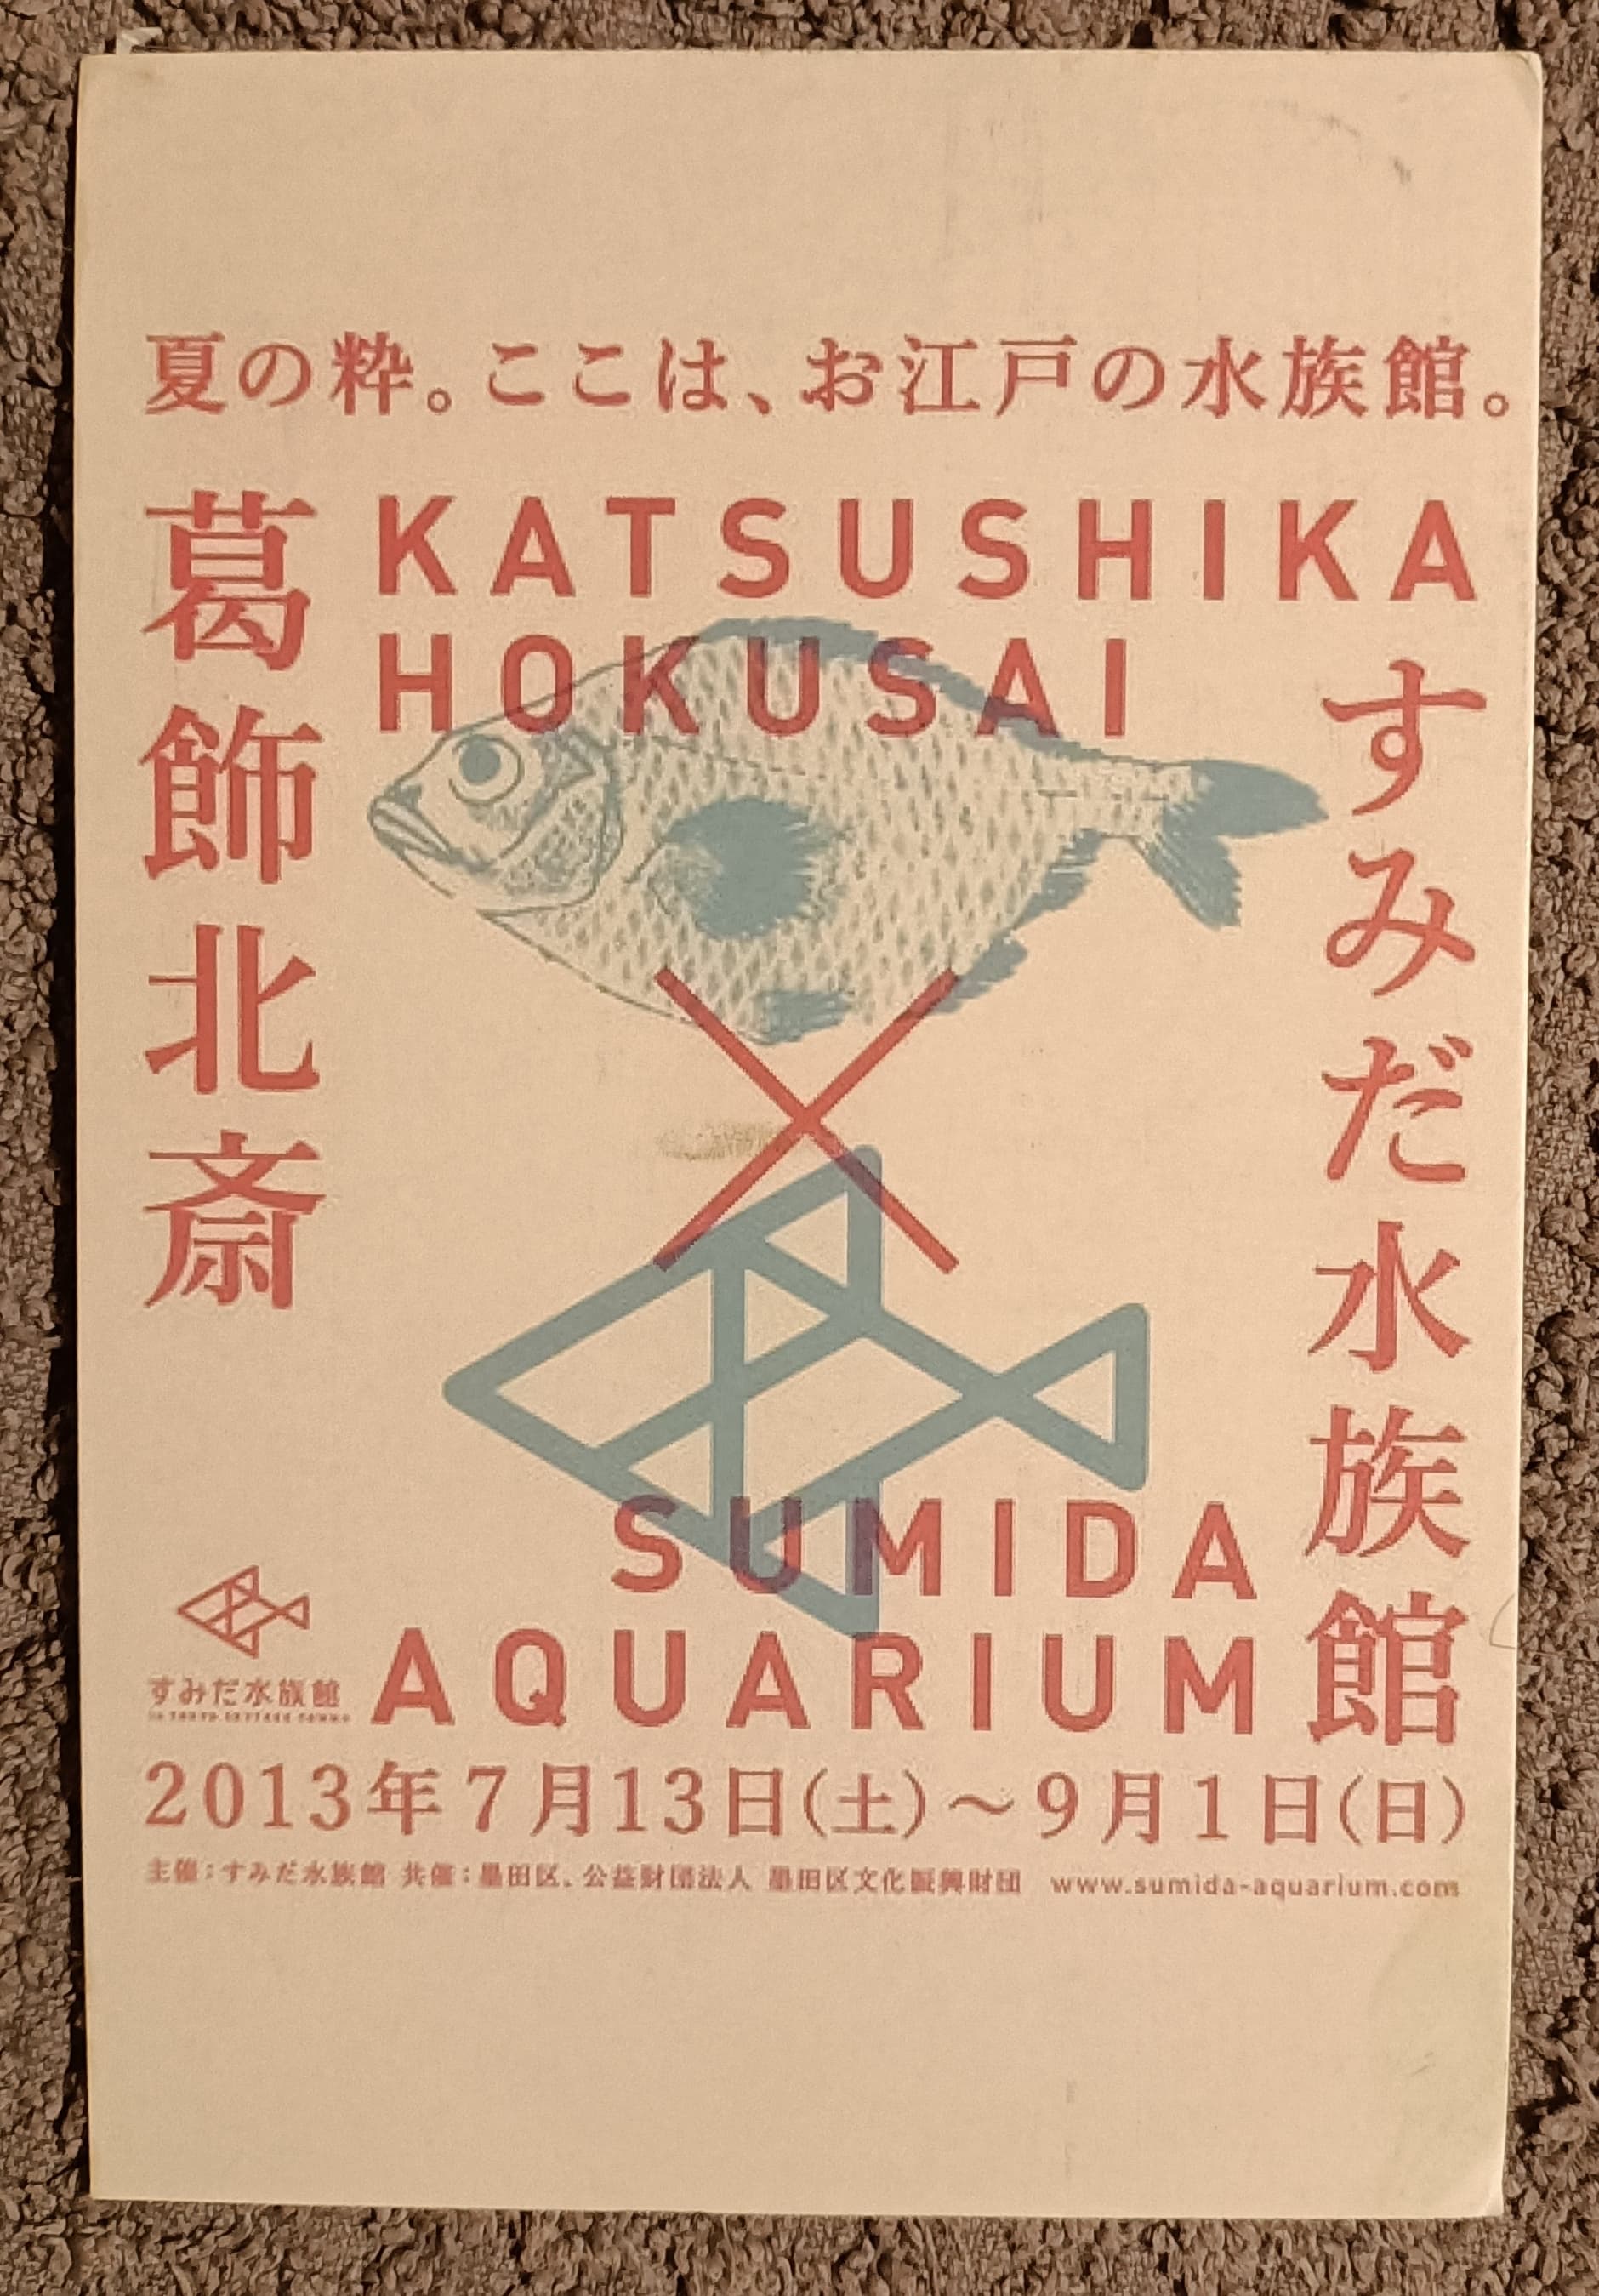 夏の粋。ここは、お江戸の水族館。
葛飾北斎
KATSUSHIKA
HOKUSAI
すみだ水族館
SUMIDA
AQUARIUM
すみだ水族館
2013年7月13日(土)～9月1日(日)
主催：すみだ水族館 共催：墨田区、公益財団法人 墨田区文化振興財団 www.sumida-aquarium.com